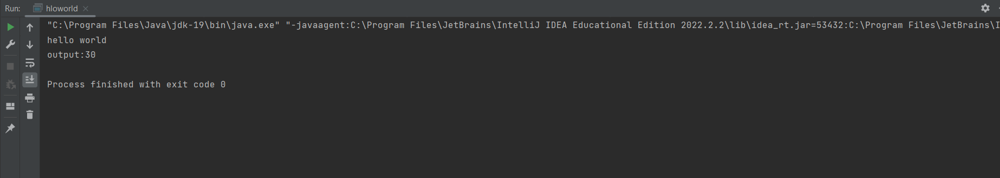 Run: hloworld
"C:\Program Files\Java\jdk-19\bin\java.exe" "-javaagent:C:\Program Files\JetBrains\IntelliJ IDEA Educational Edition 2022.2.2\lib\idea_rt.jar=53432:C:\Program Files\JetBrains\I
hello world
output:30
Process finished with exit code 0